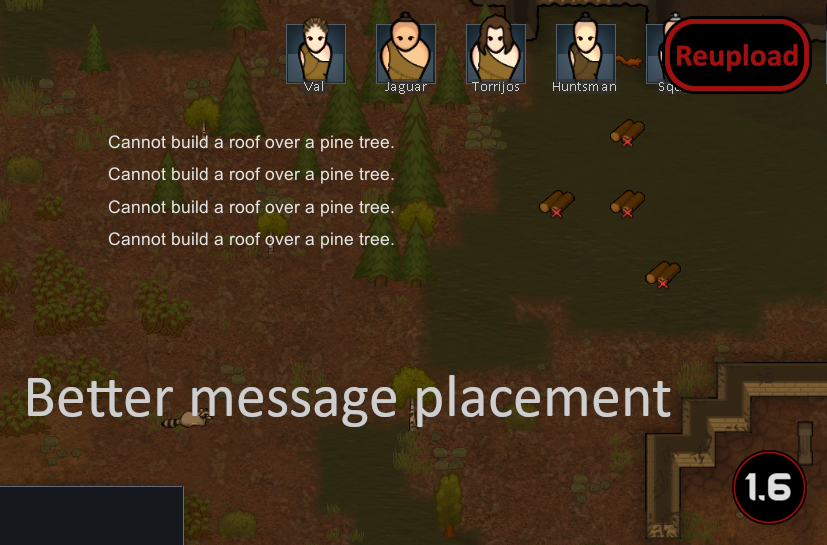 Reupload
Val
Jaguar
Torrijos
Huntsman
Cannot build a roof over a pine tree.
Cannot build a roof over a pine tree.
Cannot build a roof over a pine tree.
Cannot build a roof over a pine tree.
Better message placement
1.6